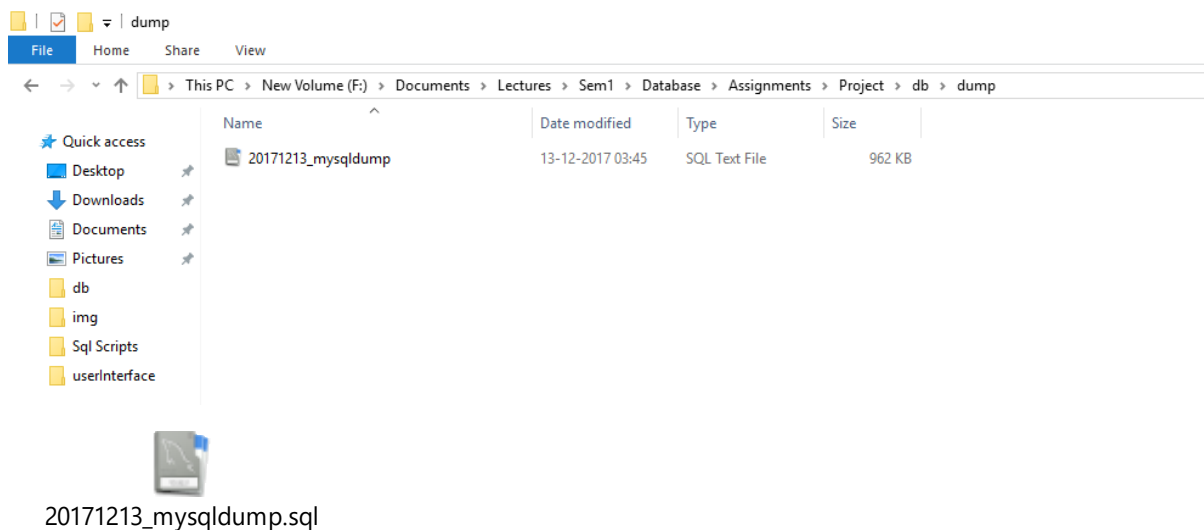 dump
File Home Share View
This PC > New Volume (F:) > Documents > Lectures > Sem1 > Database > Assignments > Project > db > dump
Name Date modified Type Size
Quick access
20171213_mysqldump 13-12-2017 03:45 SQL Text File 962 KB
Desktop
Downloads
Documents
Pictures
db
img
Sql Scripts
userInterface
20171213_mysqldump.sql